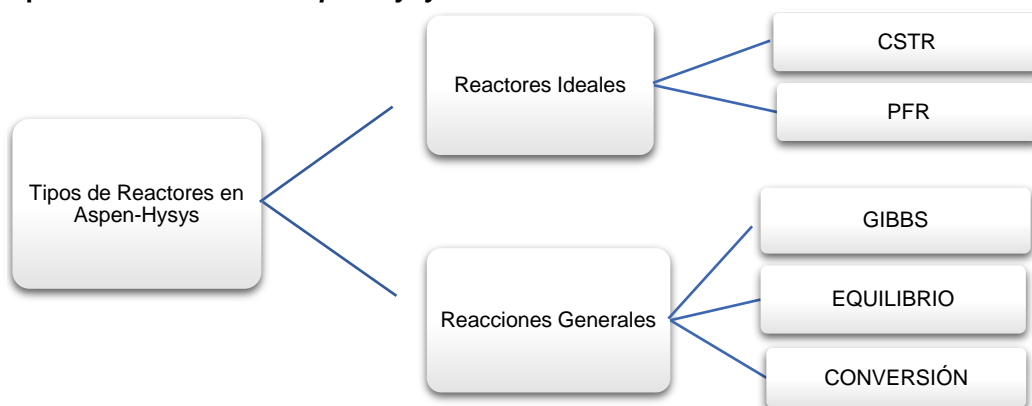 Tipos de Reactores en
Aspen-Hysys
Reactores Ideales
CSTR
PFR
Reacciones Generales
GIBBS
EQUILIBRIO
CONVERSIÓN